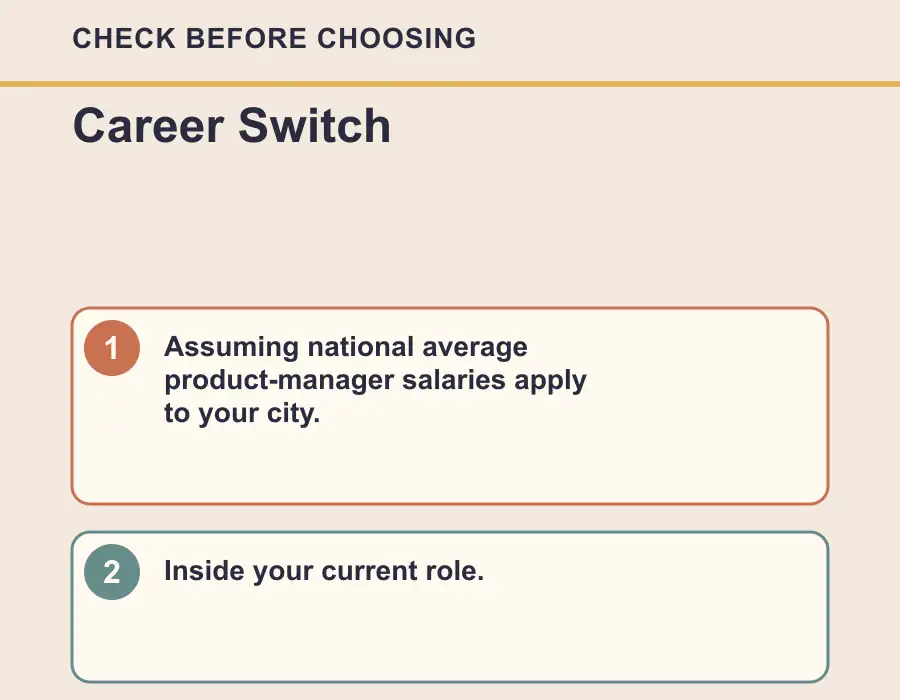 CHECK BEFORE CHOOSING
Career Switch
1
Assuming national average
product-manager salaries apply
to your city.
2
Inside your current role.